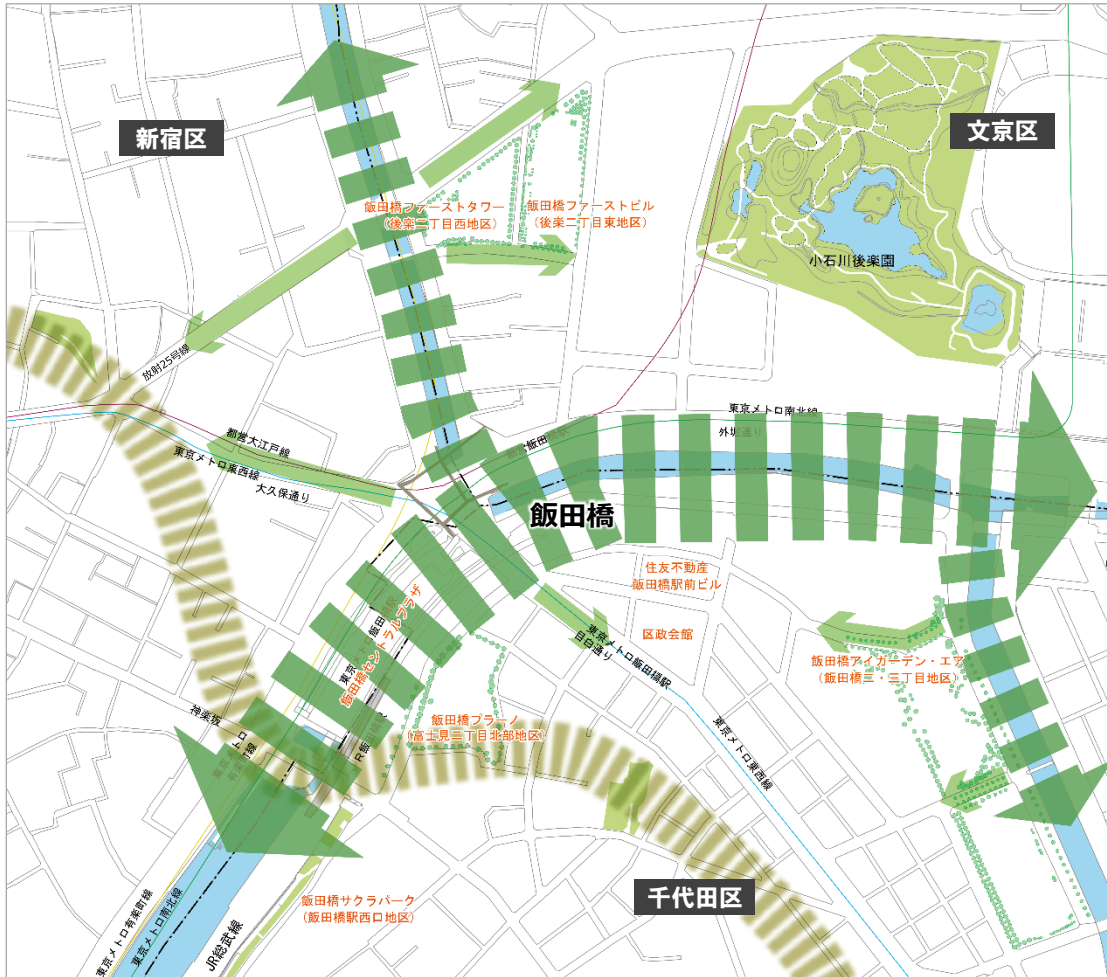 新宿区
文京区
飯田橋ファーストタワー
(後楽二丁目西地区)
飯田橋ファーストビル
(後楽二丁目東地区)
小石川後楽園
放射25号線
東京メトロ南北線
外堀通り
都営大江戸線
東京メトロ東西線
大久保通り
飯田橋
住友不動産
飯田橋駅前ビル
区政会館
東京メトロ飯田橋駅
目白通り
飯田橋セントラルプラザ
飯田橋アイガーデン・エア
(飯田橋二・三丁目地区)
神楽坂
飯田橋プラーノ
(富士見二丁目北部地区)
東京メトロ東西線
千代田区
飯田橋サクラパーク
(飯田橋駅西口地区)
東京メトロ有楽町線
東京メトロ南北線
JR総武線